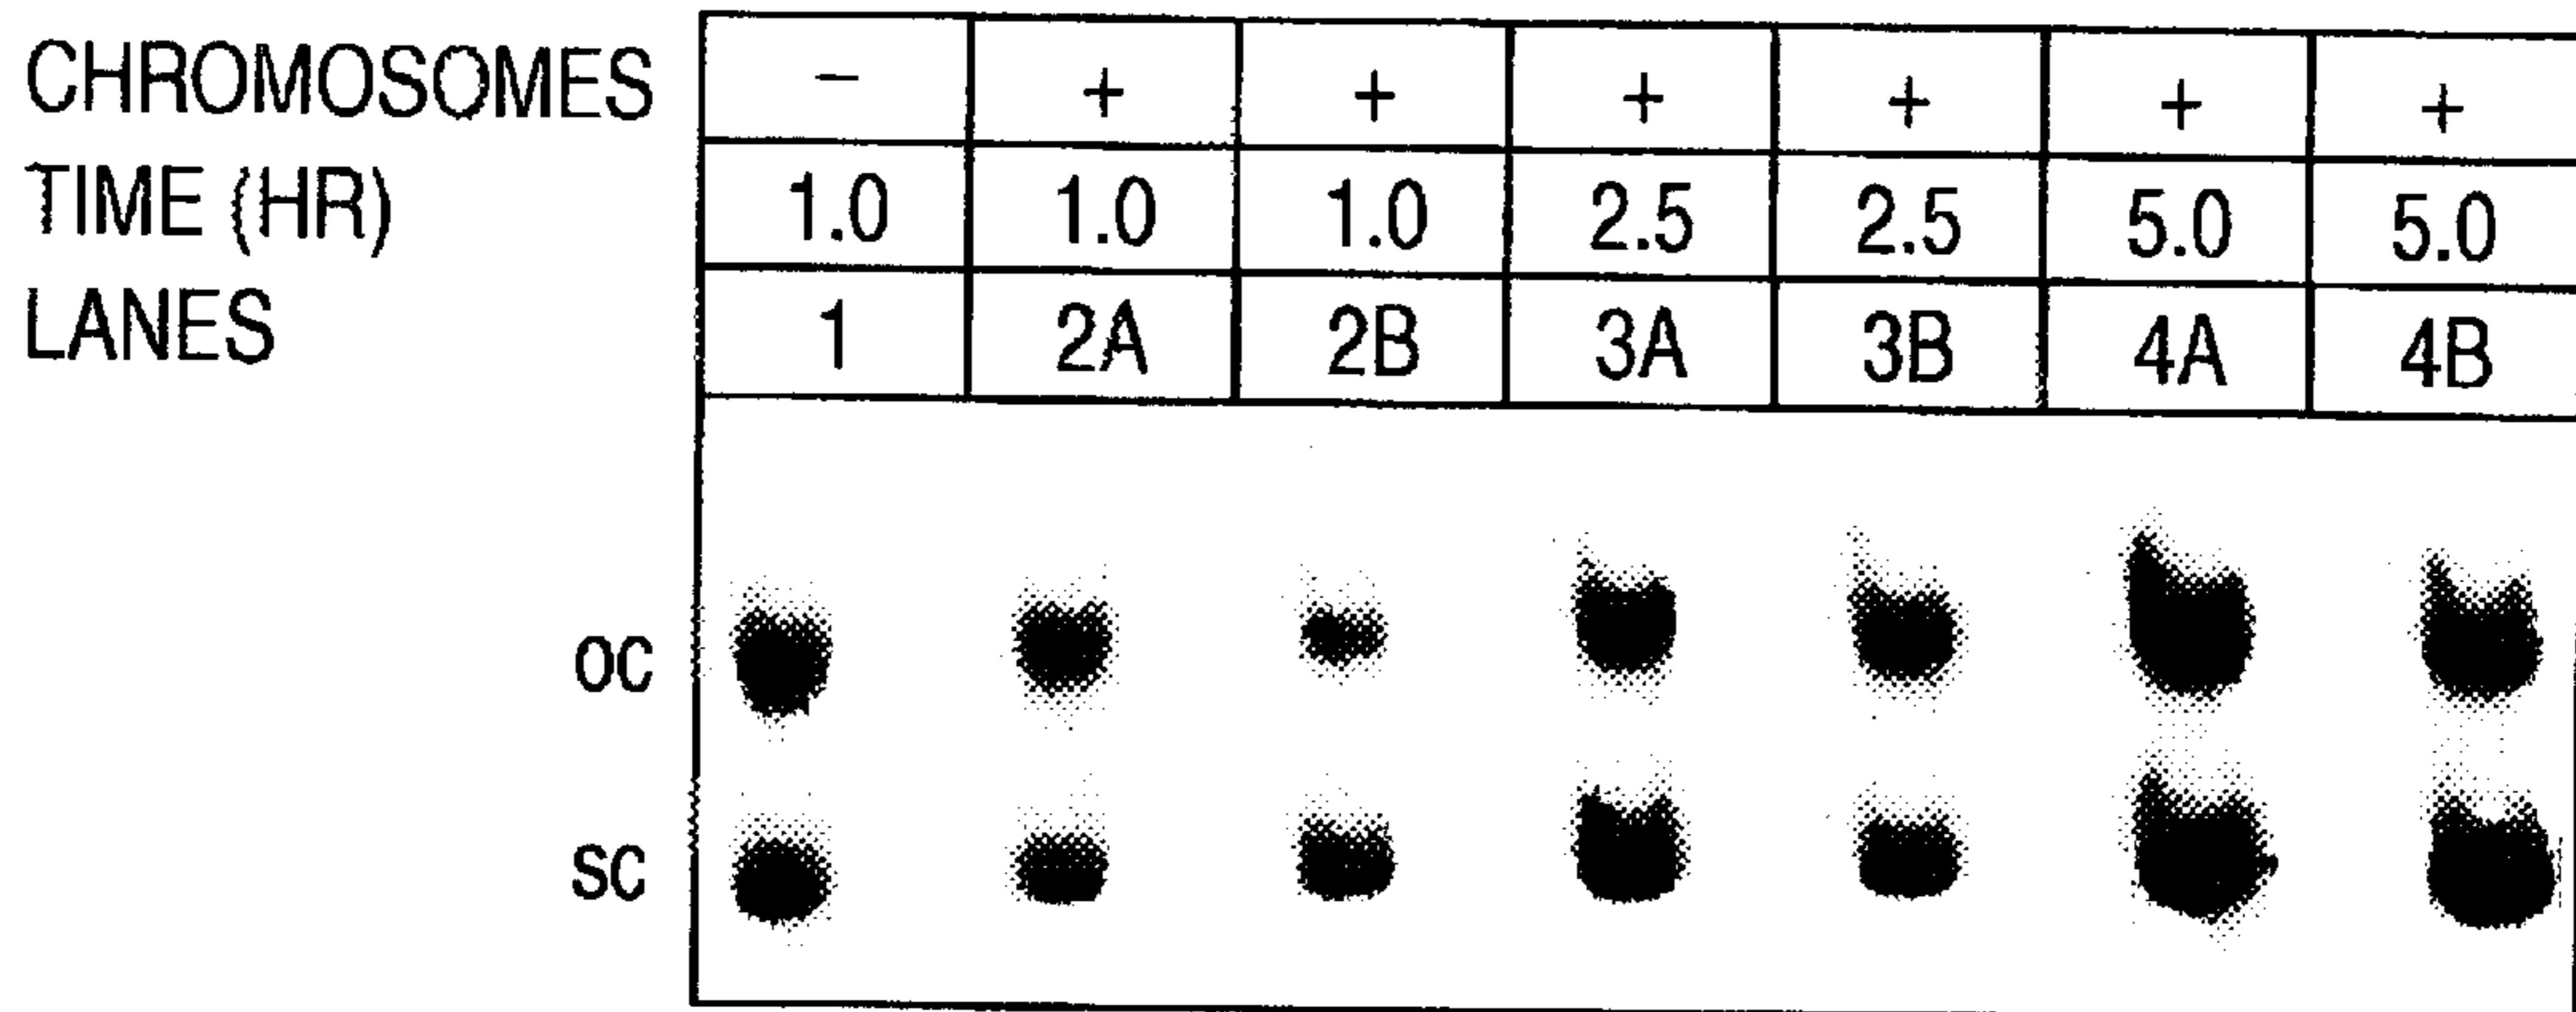 CHROMOSOMES − + + + + + +
TIME (HR) 1.0 1.0 1.0 2.5 2.5 5.0 5.0
LANES 1 2A 2B 3A 3B 4A 4B
OC
SC